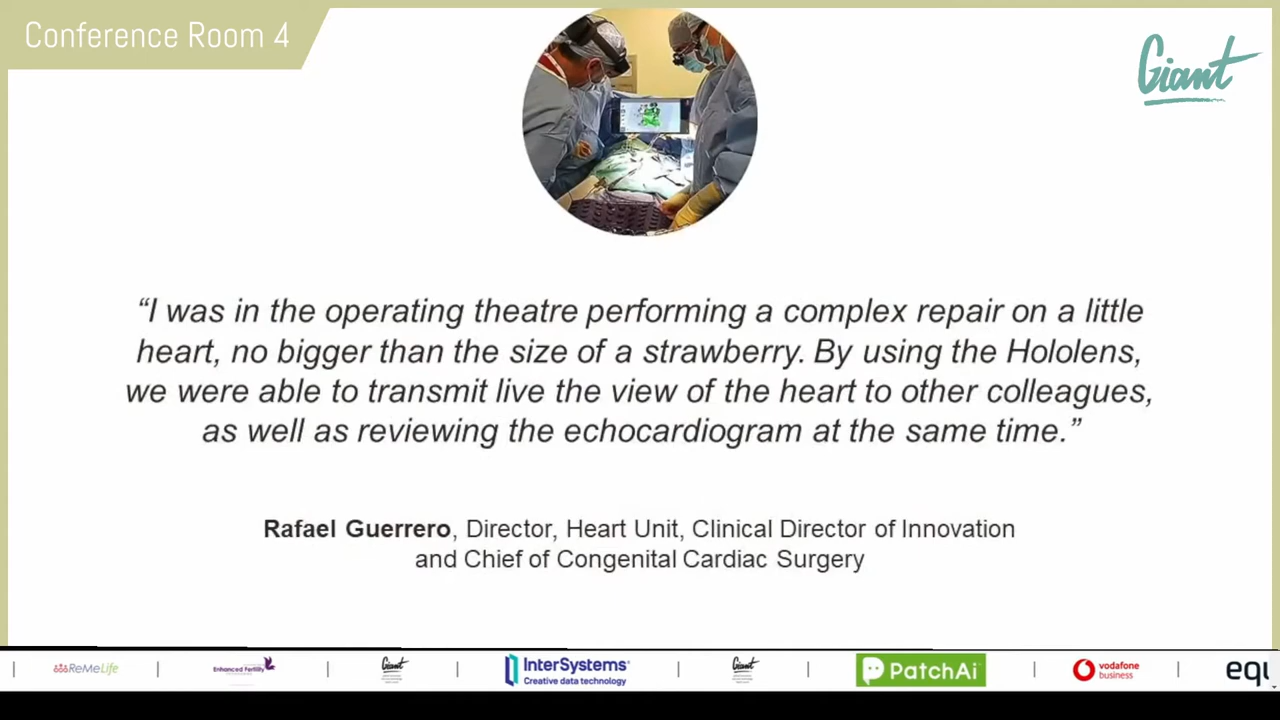 Conference Room 4
Giant
“I was in the operating theatre performing a complex repair on a little
heart, no bigger than the size of a strawberry. By using the Hololens,
we were able to transmit live the view of the heart to other colleagues,
as well as reviewing the echocardiogram at the same time.”
Rafael Guerrero, Director, Heart Unit, Clinical Director of Innovation
and Chief of Congenital Cardiac Surgery
ReMeLife
Enhanced Fertility
Giant
InterSystems
Creative data technology
Giant
PatchAi
vodafone
business